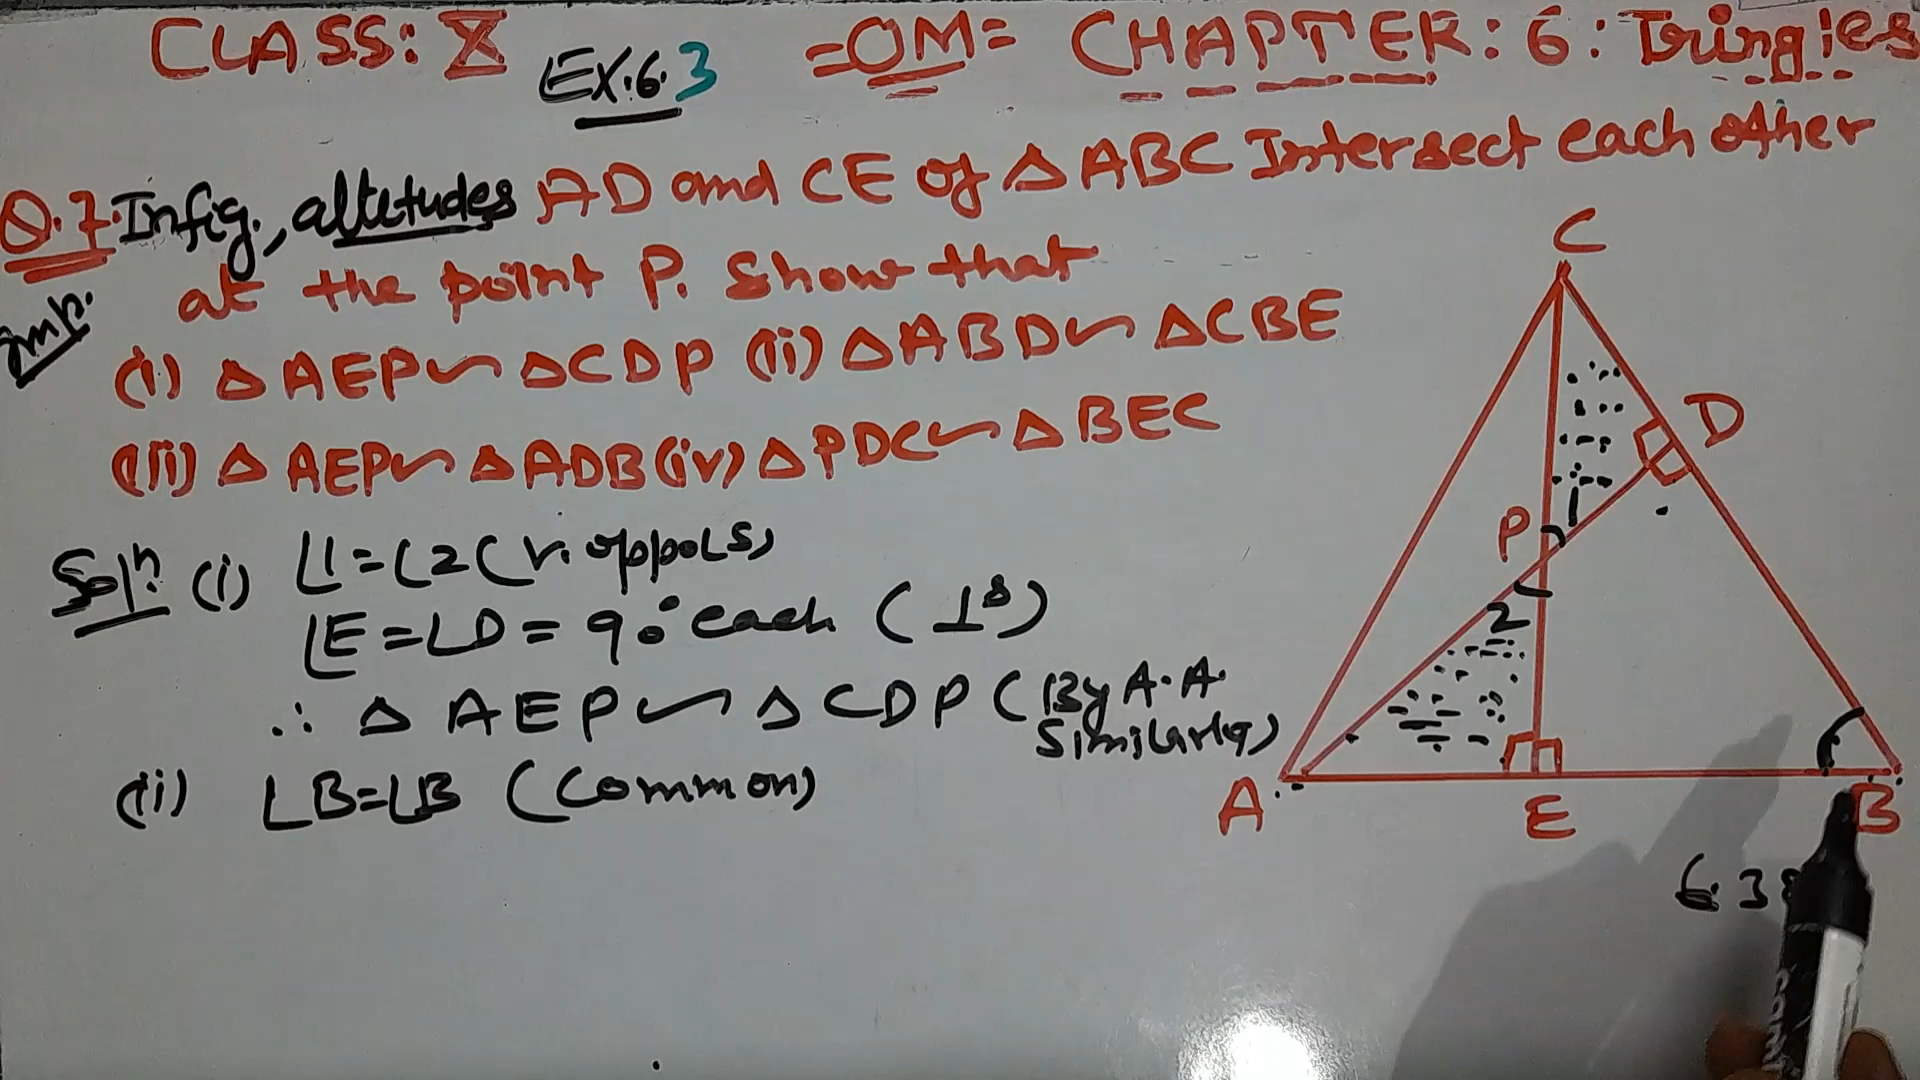 CLASS: X Ex.6.3 =OM= CHAPTER: 6: Tringles
Q.7. In fig., altitudes AD and CE of △ABC Intersect each other
Imp. at the point P. Show that
(i) △AEP ~ △CDP (ii) △ABD ~ △CBE
(iii) △AEP ~ △ADB (iv) △PDC ~ △BEC
Solⁿ. (i) ∠1=∠2 (v. oppo∠s)
∠E=∠D=90° each (⊥s)
∴ △AEP ~ △CDP (By A.A. Similarity)
(ii) ∠B=∠B (Common)
C
D
P
1
2
A
E
B